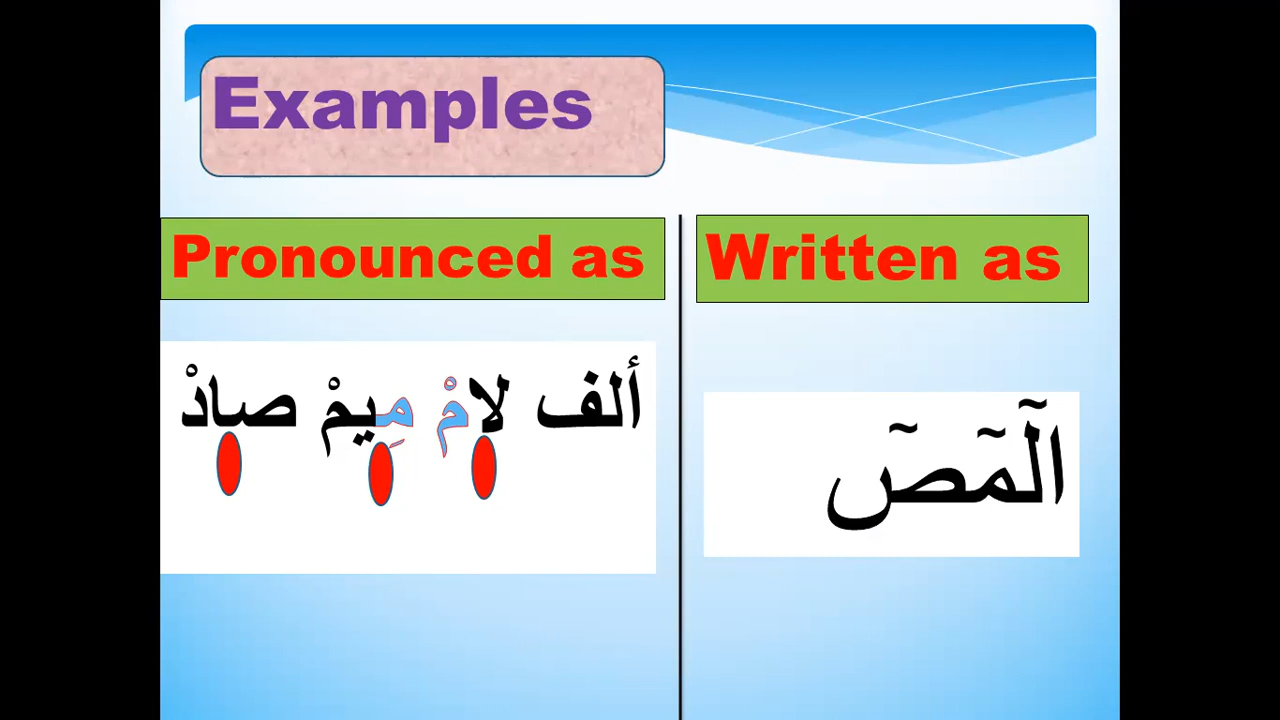 Examples
Pronounced as
Written as
ألف لامْ مِيمْ صادْ
الٓمٓصٓ